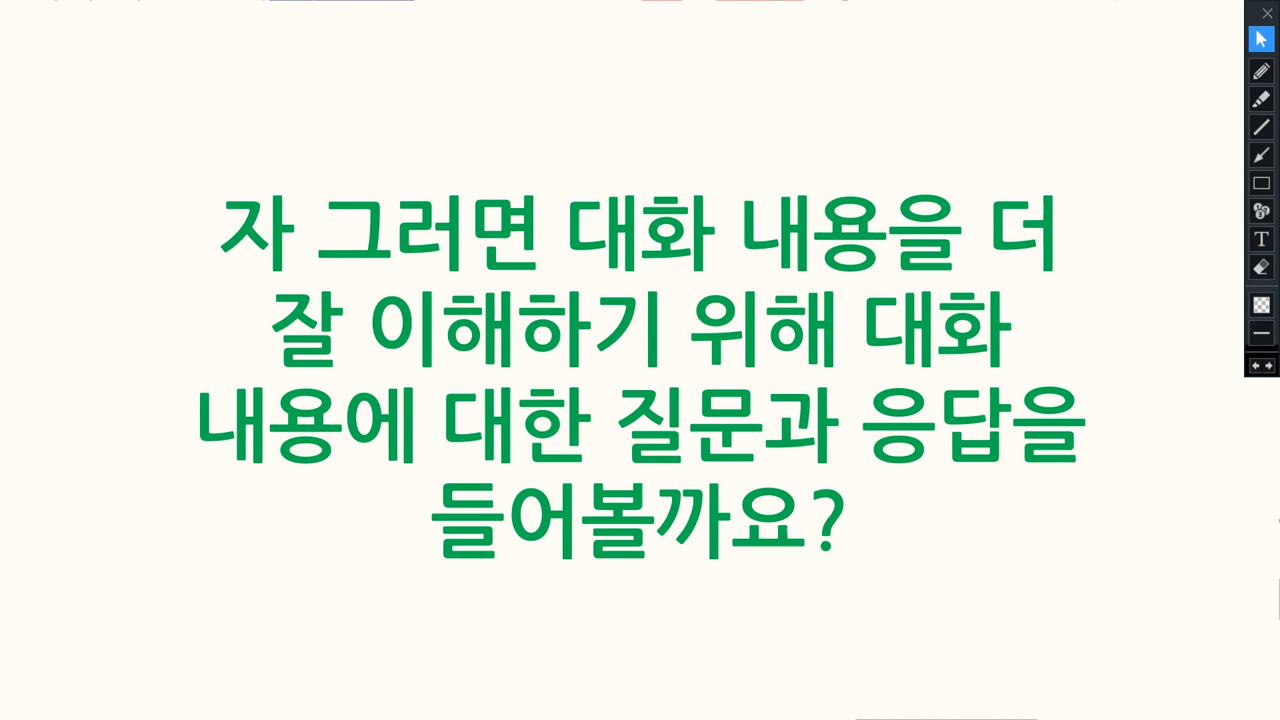 자 그러면 대화 내용을 더
잘 이해하기 위해 대화
내용에 대한 질문과 응답을
들어볼까요?
T